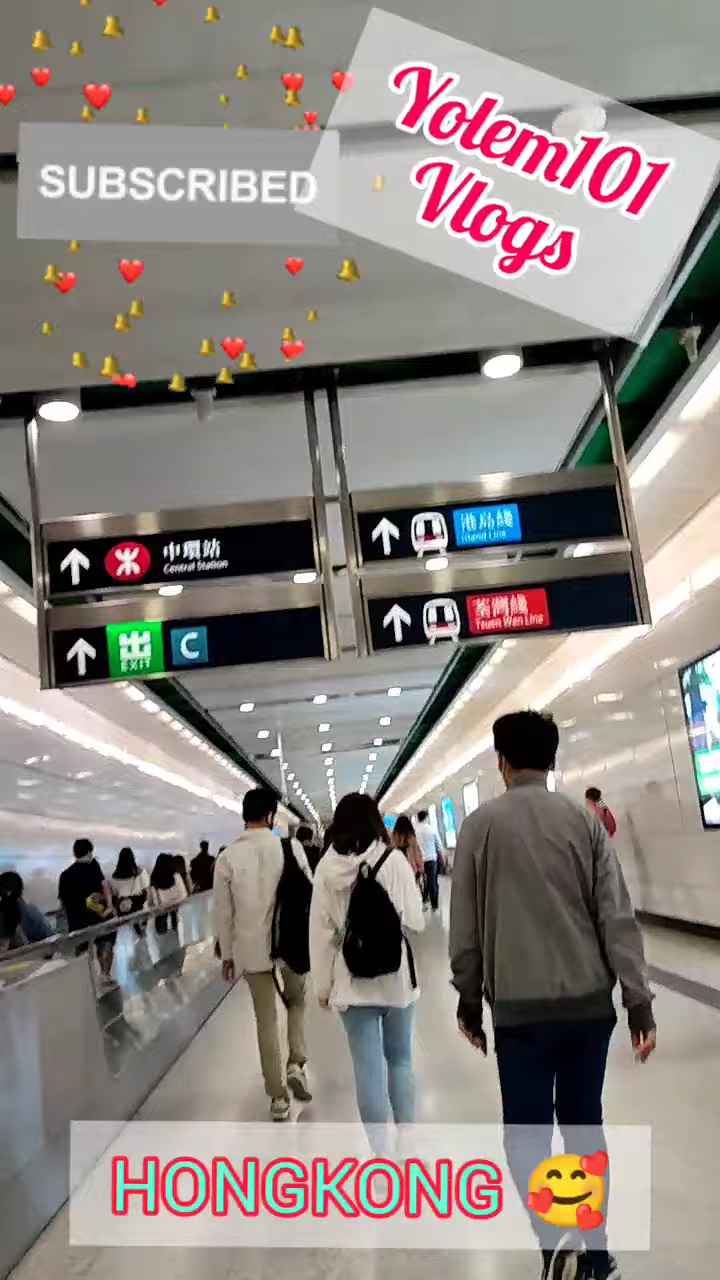 Yolem101
Vlogs
SUBSCRIBED
中環站
Central Station
港島綫
Island Line
出
EXIT
C
荃灣綫
Tsuen Wan Line
HONGKONG